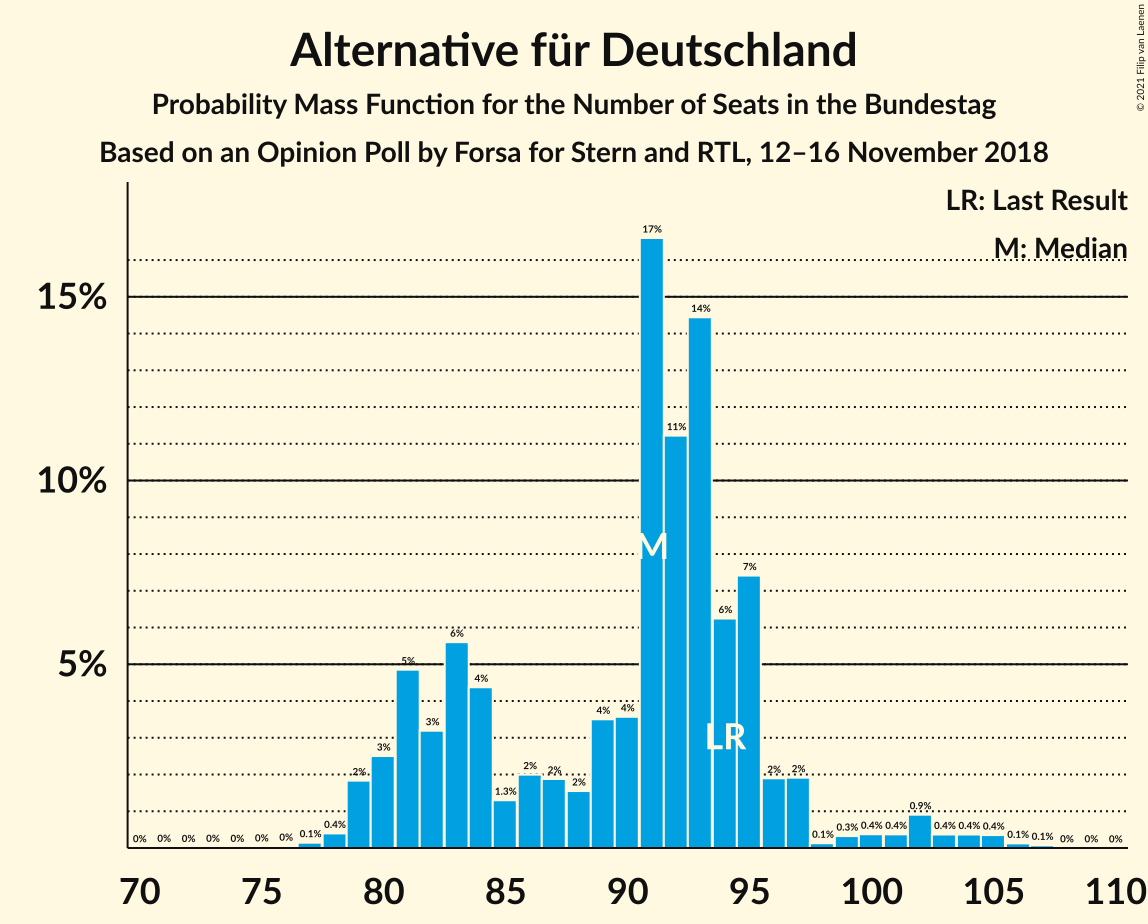 Alternative für Deutschland
Probability Mass Function for the Number of Seats in the Bundestag
Based on an Opinion Poll by Forsa for Stern and RTL, 12–16 November 2018
© 2021 Filip van Laenen
LR: Last Result
M: Median
15%
10%
5%
0% 0% 0% 0% 0% 0% 0% 0.1% 0.4% 2% 3% 5% 3% 6% 4% 1.3% 2% 2% 2% 4% 4% 17% 11% 14% 6% 7% 2% 2% 0.1% 0.3% 0.4% 0.4% 0.9% 0.4% 0.4% 0.4% 0.1% 0.1% 0% 0% 0%
M
LR
70 75 80 85 90 95 100 105 110